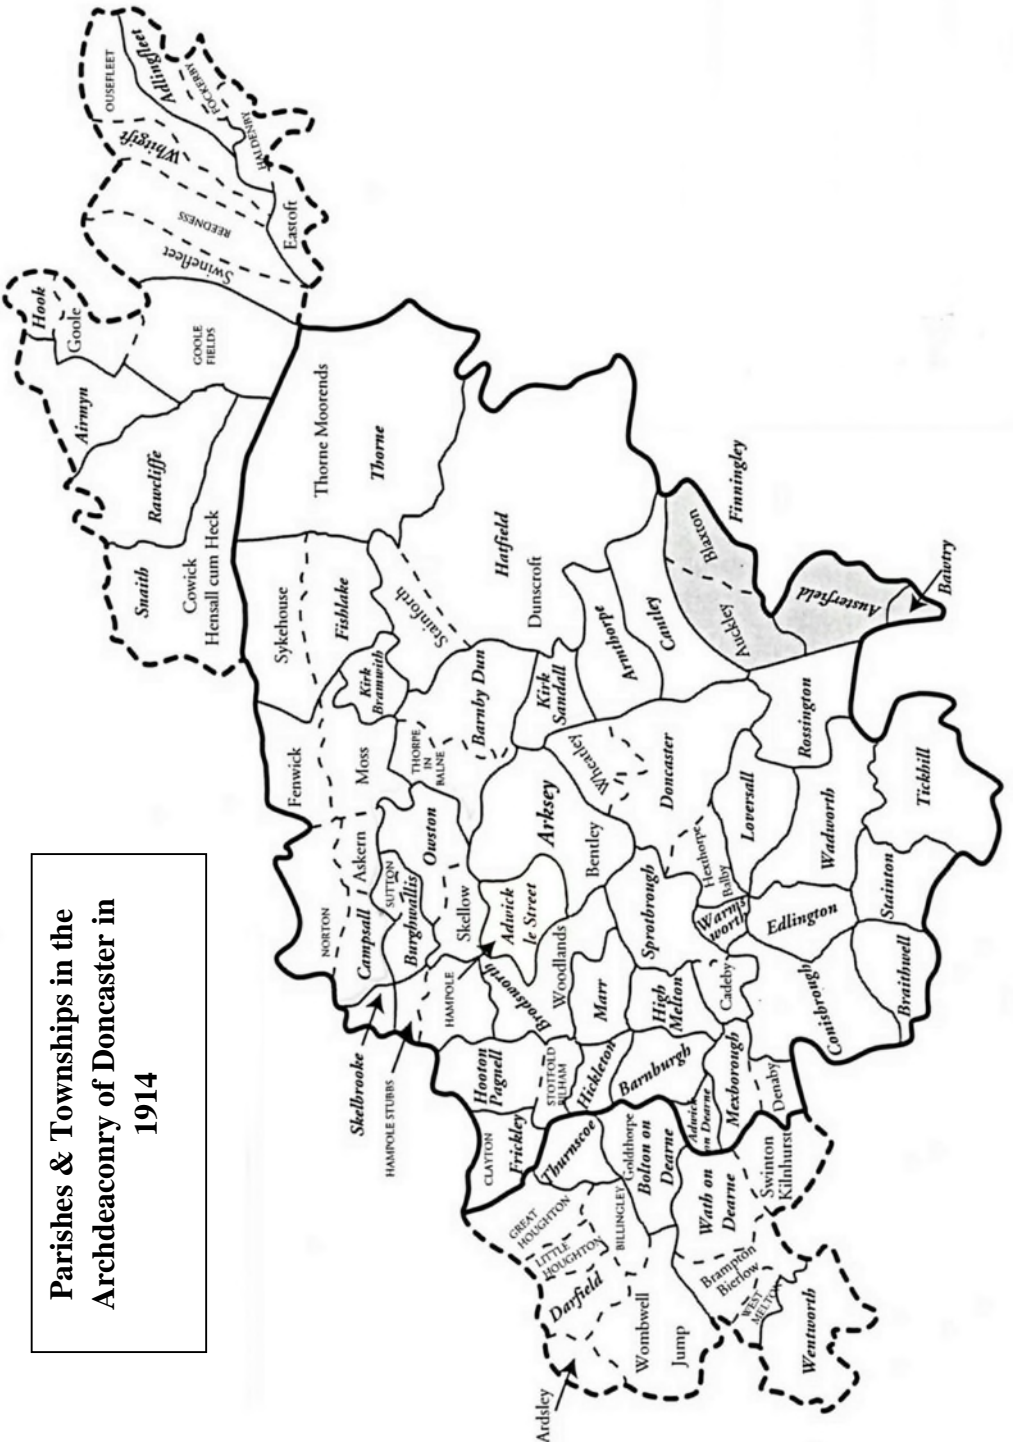 Parishes & Townships in the
Archdeaconry of Doncaster in
1914
OUSEFLEET
Adlingfleet
FOCKERBY
HALDENBY
Whitgift
REEDNESS
Eastoft
Swinefleet
Hook
Goole
GOOLE
FIELDS
Airmyn
Rawcliffe
Snaith
Cowick
Hensall cum Heck
Thorne Moorends
Thorne
Sykehouse
Fishlake
Stainforth
Hatfield
Dunscroft
Kirk
Bramwith
Fenwick
Moss
THORPE
IN
BALNE
Barnby Dun
Kirk
Sandall
Armthorpe
Cantley
Blaxton
Auckley
Finningley
Austerfield
Bawtry
NORTON
Askern
Campsall
SUTTON
Burghwallis
Owston
Skellow
Arksey
Bentley
Wheatley
Doncaster
Hexthorpe
Balby
Loversall
Rossington
Wadworth
Tickhill
Stainton
Edlington
Warms
worth
Sprotbrough
Adwick
le Street
Woodlands
Brodsworth
HAMPOLE
Skelbrooke
HAMPOLE STUBBS
Marr
High
Melton
Cadeby
Conisbrough
Braithwell
Hooton
Pagnell
STOTFOLD
BILHAM
Hickleton
Barnburgh
Mexborough
Denaby
Adwick
on Dearne
CLAYTON
Frickley
Thurnscoe
Goldthorpe
Bolton on
Dearne
Wath on
Dearne
Swinton
Kilnhurst
GREAT
HOUGHTON
LITTLE
HOUGHTON
BILLINGLEY
Darfield
Wombwell
Jump
Brampton
Bierlow
WEST
MELTON
Wentworth
Ardsley